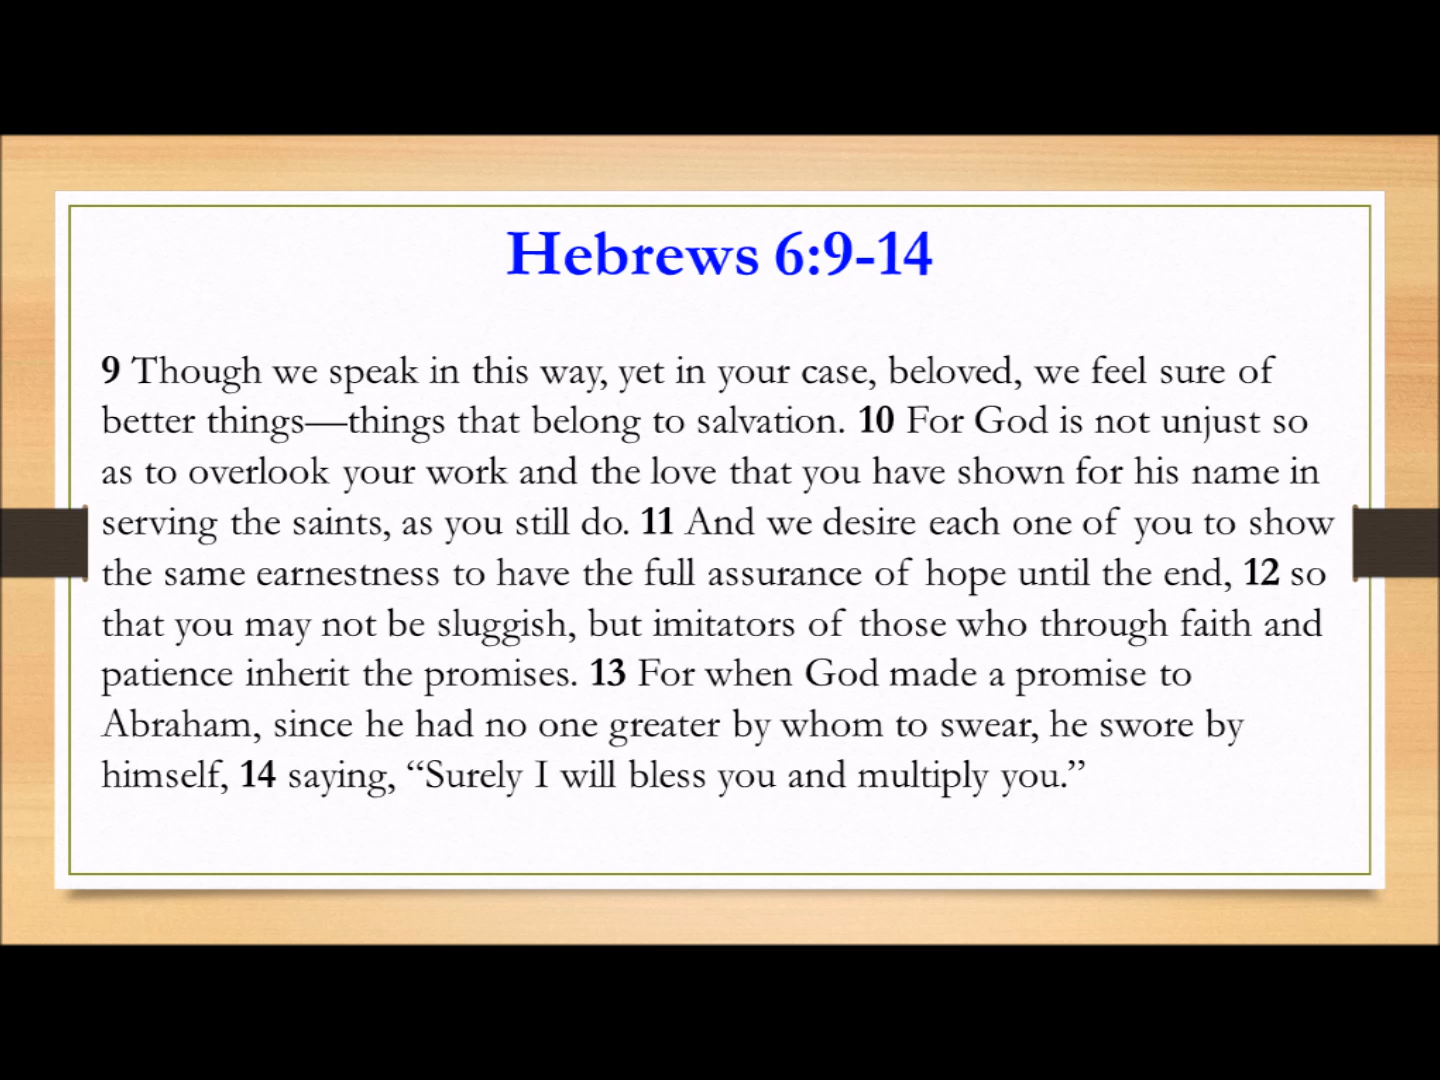 Hebrews 6:9-14
9 Though we speak in this way, yet in your case, beloved, we feel sure of
better things—things that belong to salvation. 10 For God is not unjust so
as to overlook your work and the love that you have shown for his name in
serving the saints, as you still do. 11 And we desire each one of you to show
the same earnestness to have the full assurance of hope until the end, 12 so
that you may not be sluggish, but imitators of those who through faith and
patience inherit the promises. 13 For when God made a promise to
Abraham, since he had no one greater by whom to swear, he swore by
himself, 14 saying, “Surely I will bless you and multiply you.”